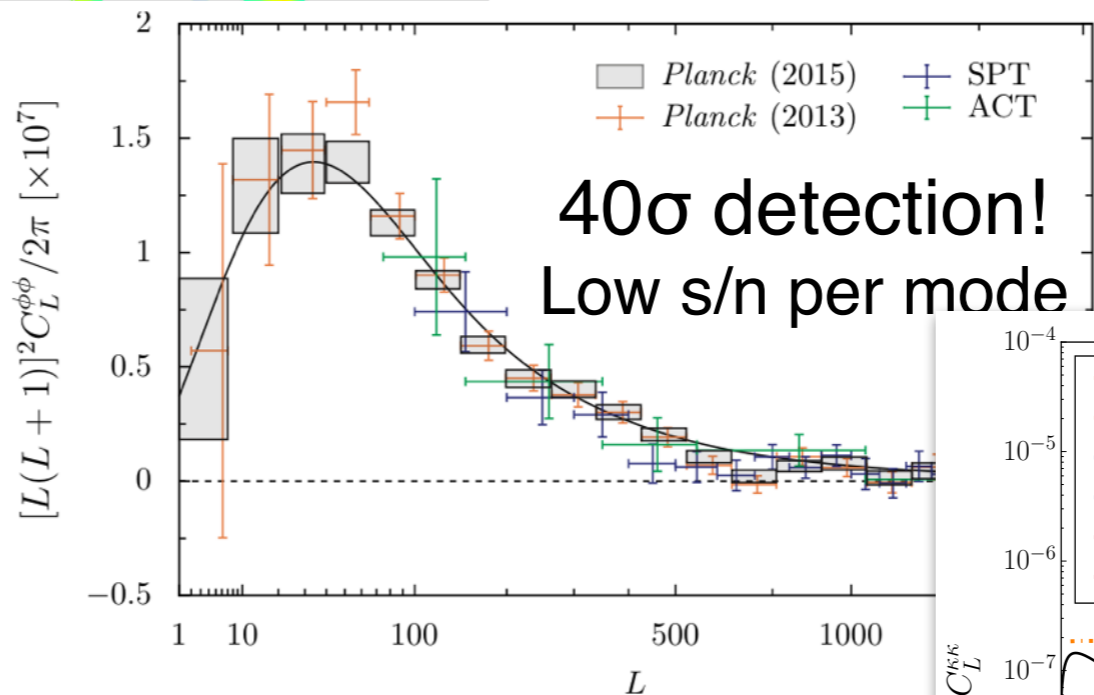 2
1.5
1
0.5
0
−0.5
[L(L + 1)]²C_L^{ϕϕ}/2π [×10⁷]
Planck (2015)
Planck (2013)
SPT
ACT
40σ detection!
Low s/n per mode
1 10 100 500 1000
L
10⁻⁴
10⁻⁵
10⁻⁶
10⁻⁷
C_L^{κκ}